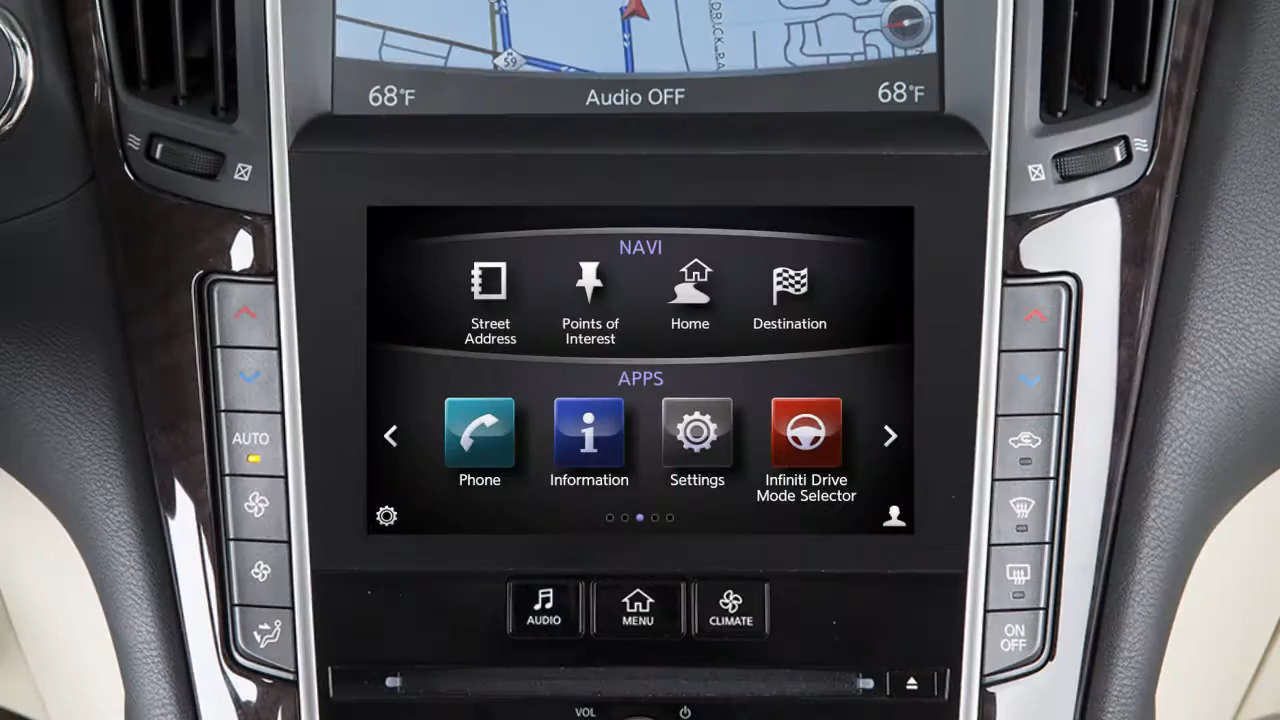 59
68°F
Audio OFF
68°F
NAVI
Street
Address
Points of
Interest
Home
Destination
APPS
Phone
Information
Settings
Infiniti Drive
Mode Selector
AUTO
ON
OFF
AUDIO
MENU
CLIMATE
VOL